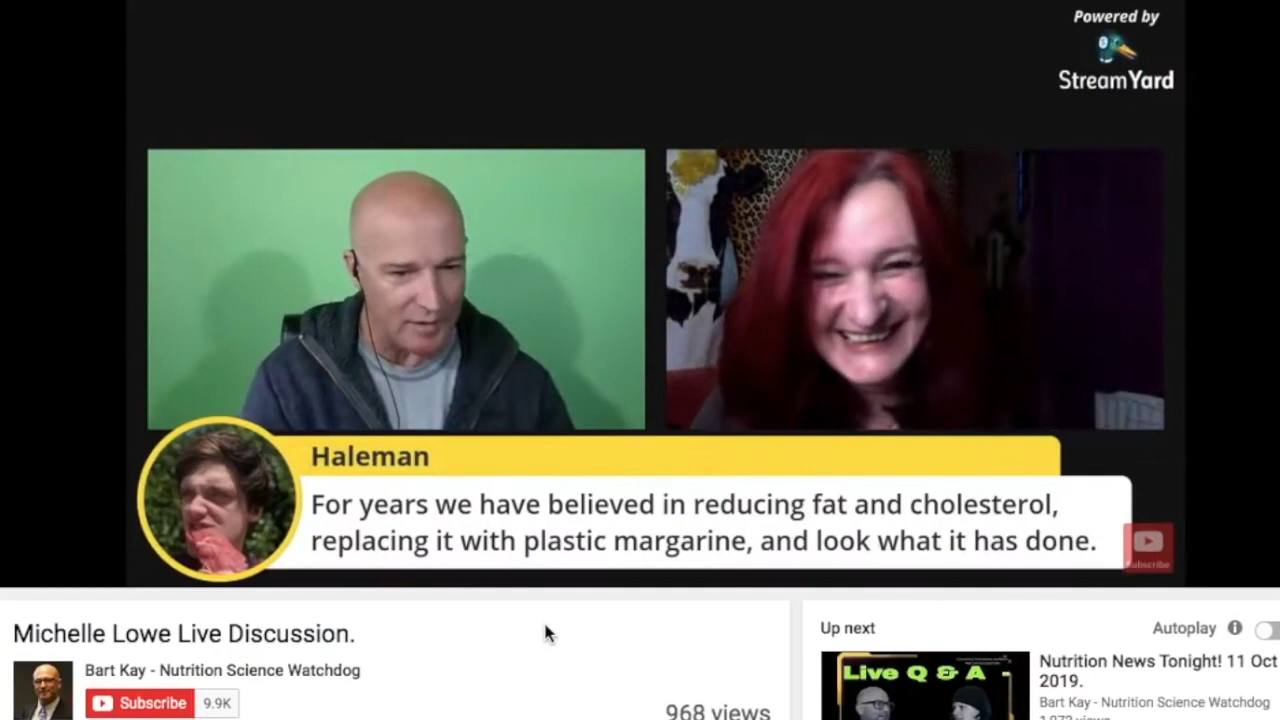 Powered by
StreamYard
Haleman
For years we have believed in reducing fat and cholesterol,
replacing it with plastic margarine, and look what it has done.
Subscribe
Michelle Lowe Live Discussion.
Bart Kay - Nutrition Science Watchdog
Subscribe 9.9K
968 views
Up next
Autoplay
Live Q & A
Nutrition News Tonight! 11 Oct
2019.
Bart Kay - Nutrition Science Watchdog